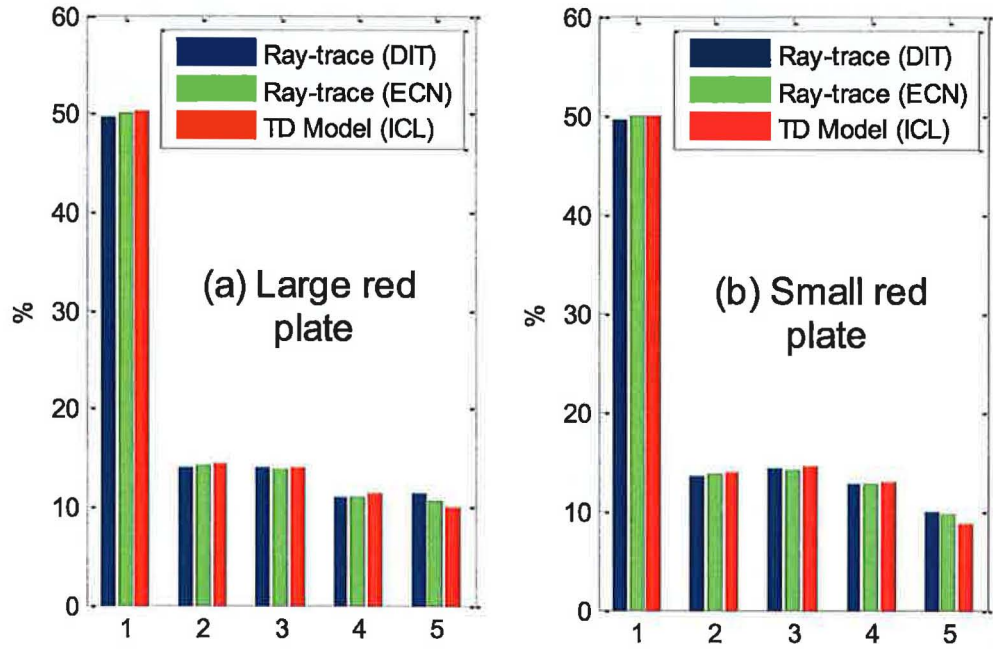 60
50
40
30
20
10
0
%
Ray-trace (DIT)
Ray-trace (ECN)
TD Model (ICL)
(a) Large red
plate
1 2 3 4 5
60
50
40
30
20
10
0
%
Ray-trace (DIT)
Ray-trace (ECN)
TD Model (ICL)
(b) Small red
plate
1 2 3 4 5